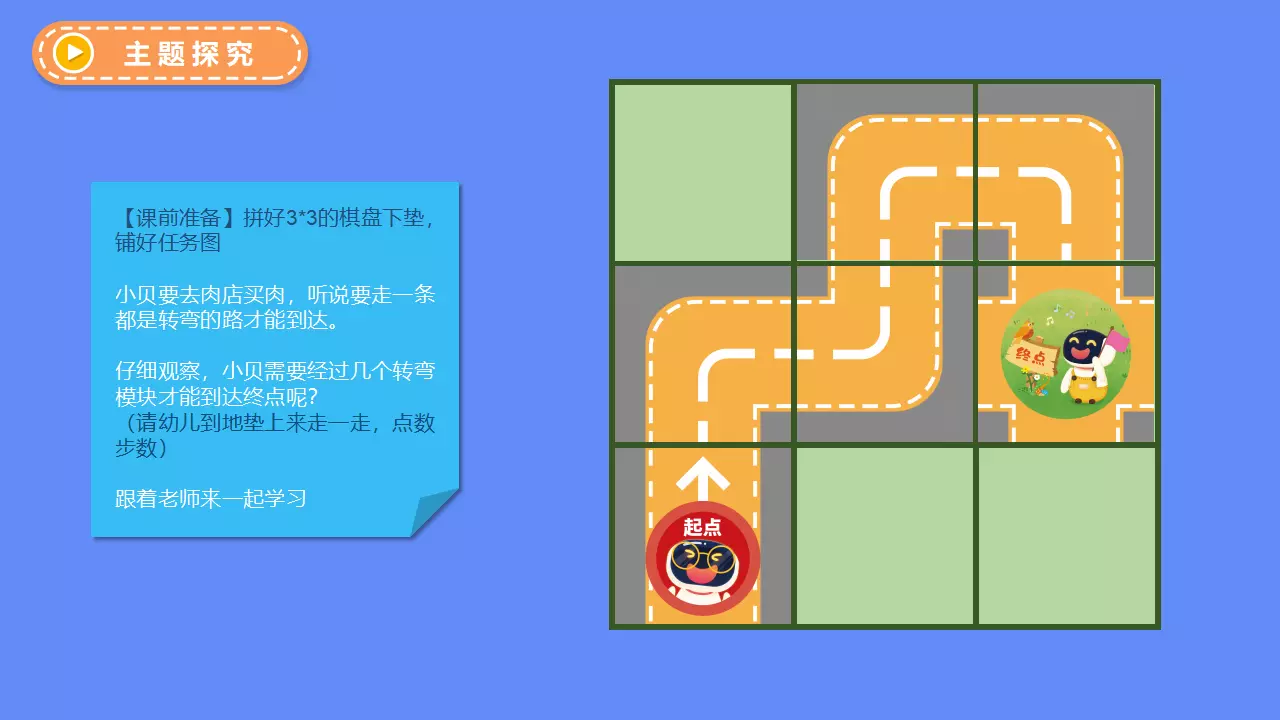 主题探究
【课前准备】拼好3*3的棋盘下垫，
铺好任务图
小贝要去肉店买肉，听说要走一条
都是转弯的路才能到达。
仔细观察，小贝需要经过几个转弯
模块才能到达终点呢?
（请幼儿到地垫上来走一走，点数
步数）
跟着老师来一起学习
终点
起点